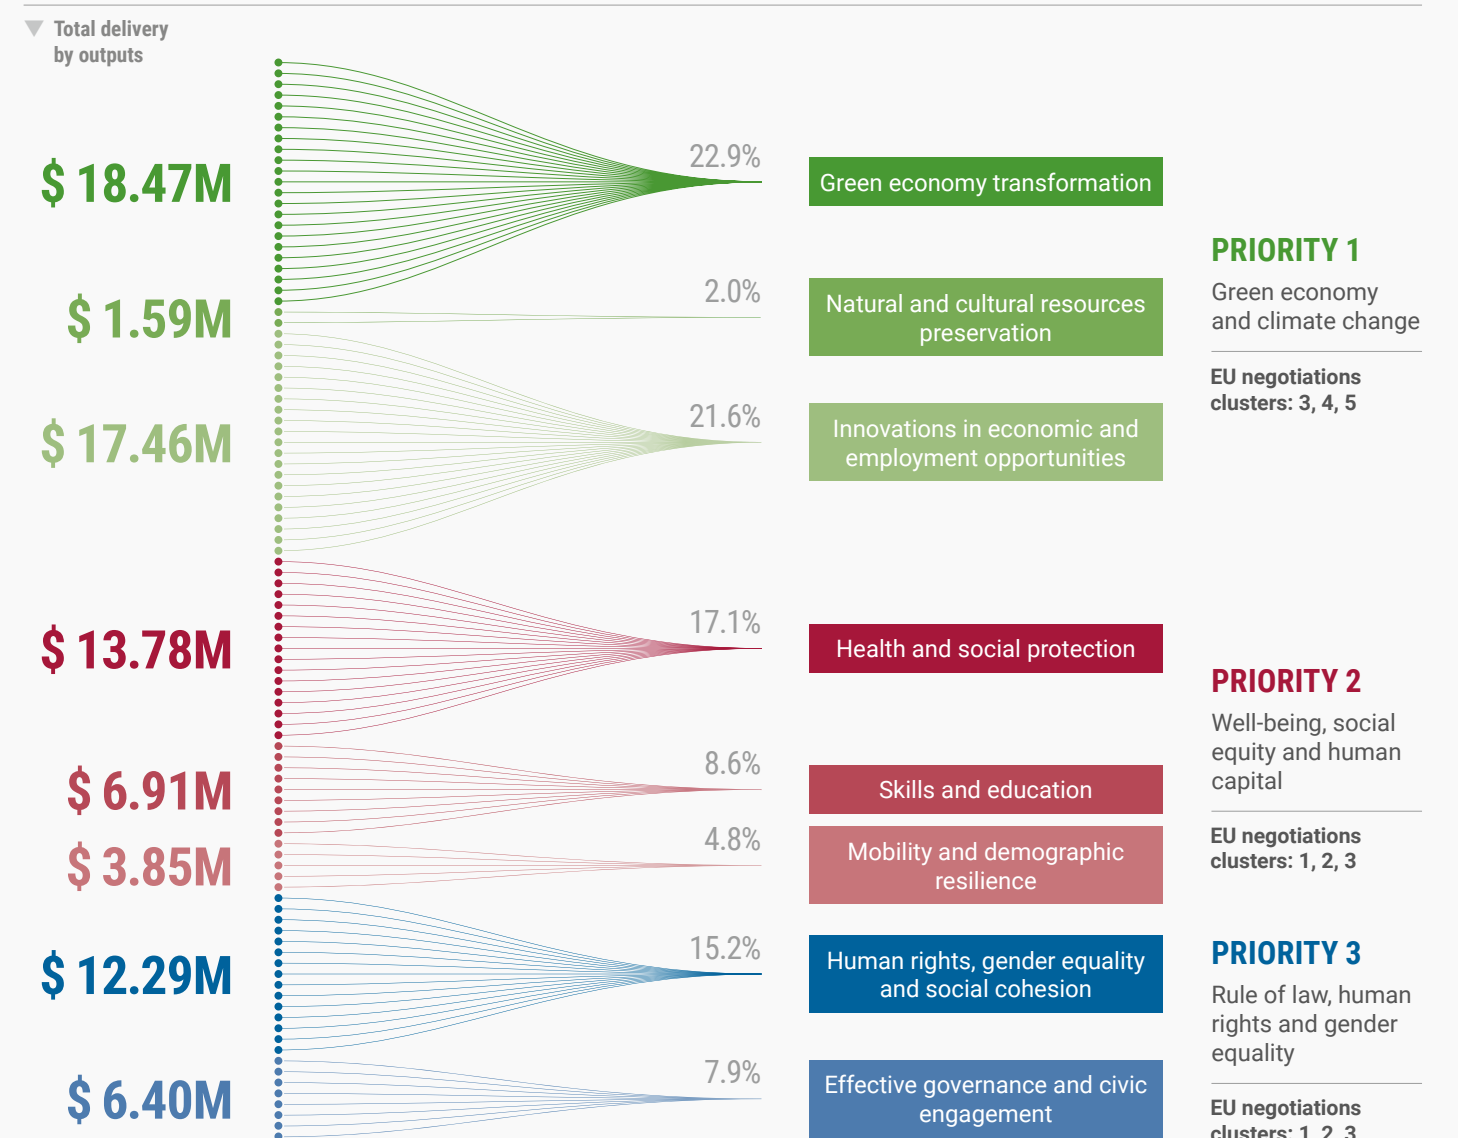 Total delivery
by outputs
$ 18.47M
22.9%
Green economy transformation
PRIORITY 1
Green economy
and climate change
EU negotiations
clusters: 3, 4, 5
$ 1.59M
2.0%
Natural and cultural resources
preservation
$ 17.46M
21.6%
Innovations in economic and
employment opportunities
$ 13.78M
17.1%
Health and social protection
PRIORITY 2
Well-being, social
equity and human
capital
EU negotiations
clusters: 1, 2, 3
$ 6.91M
8.6%
Skills and education
$ 3.85M
4.8%
Mobility and demographic
resilience
$ 12.29M
15.2%
Human rights, gender equality
and social cohesion
PRIORITY 3
Rule of law, human
rights and gender
equality
EU negotiations
clusters: 1, 2, 3
$ 6.40M
7.9%
Effective governance and civic
engagement